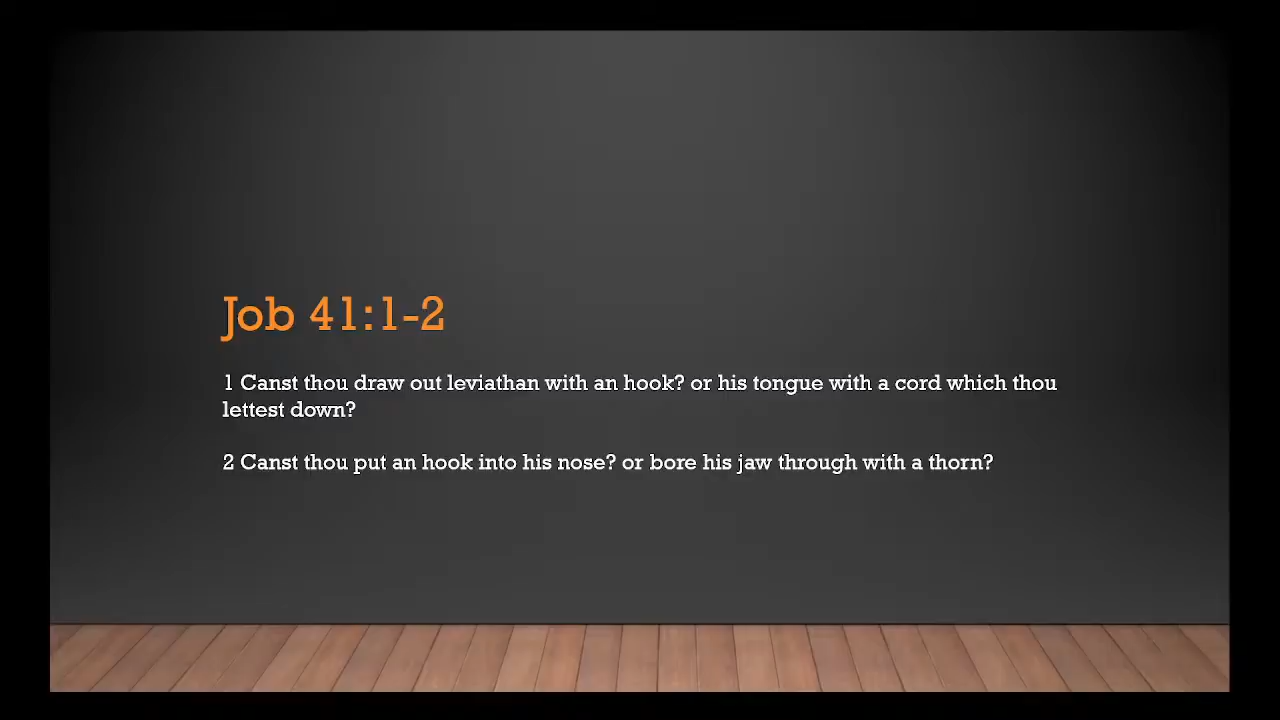 Job 41:1-2
1 Canst thou draw out leviathan with an hook? or his tongue with a cord which thou
lettest down?
2 Canst thou put an hook into his nose? or bore his jaw through with a thorn?